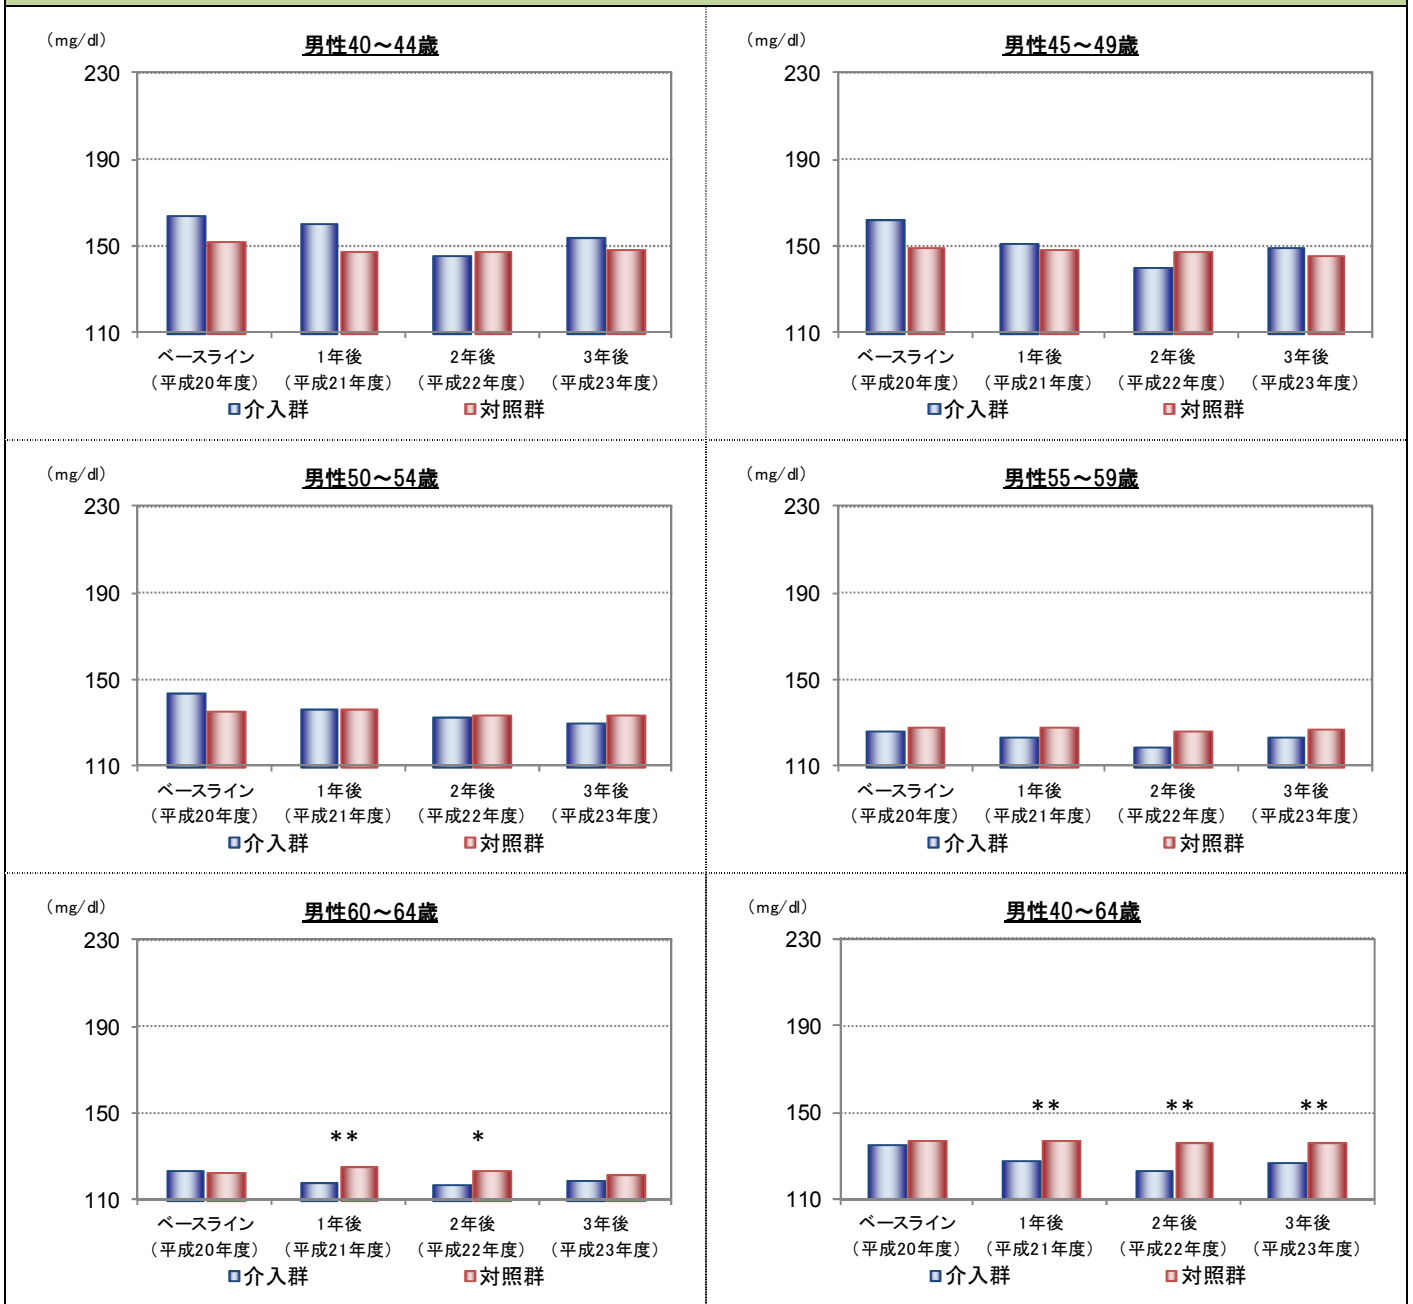 (mg/dl)
男性40～44歳
230
190
150
110
ベースライン 1年後 2年後 3年後
(平成20年度) (平成21年度) (平成22年度) (平成23年度)
介入群 対照群
(mg/dl)
男性45～49歳
230
190
150
110
ベースライン 1年後 2年後 3年後
(平成20年度) (平成21年度) (平成22年度) (平成23年度)
介入群 対照群
(mg/dl)
男性50～54歳
230
190
150
110
ベースライン 1年後 2年後 3年後
(平成20年度) (平成21年度) (平成22年度) (平成23年度)
介入群 対照群
(mg/dl)
男性55～59歳
230
190
150
110
ベースライン 1年後 2年後 3年後
(平成20年度) (平成21年度) (平成22年度) (平成23年度)
介入群 対照群
(mg/dl)
男性60～64歳
230
190
150
** *
110
ベースライン 1年後 2年後 3年後
(平成20年度) (平成21年度) (平成22年度) (平成23年度)
介入群 対照群
(mg/dl)
男性40～64歳
230
190
150
** ** **
110
ベースライン 1年後 2年後 3年後
(平成20年度) (平成21年度) (平成22年度) (平成23年度)
介入群 対照群